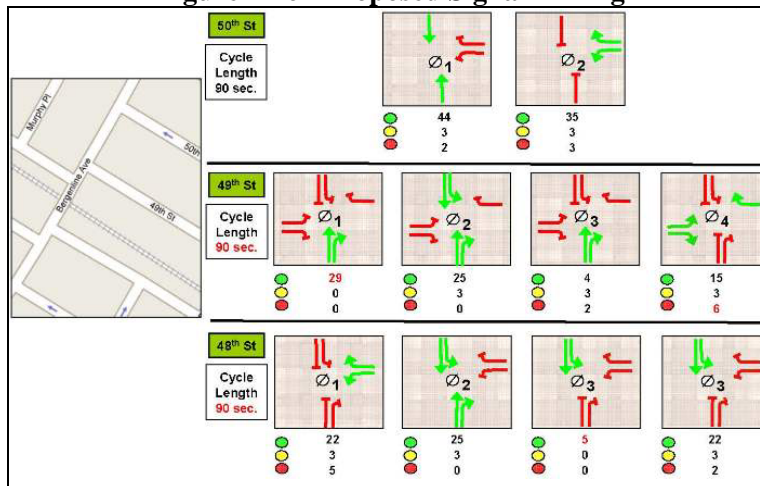 50th St
Cycle
Length
90 sec.
Ø1
Ø2
44
3
2
35
3
3
Murphy Pl
Bergenline Ave
50th
49th St
49th St
Cycle
Length
90 sec.
Ø1
Ø2
Ø3
Ø4
29
0
0
25
3
0
4
3
2
15
3
6
48th St
Cycle
Length
90 sec.
Ø1
Ø2
Ø3
Ø3
22
3
5
25
3
0
5
0
0
22
3
2